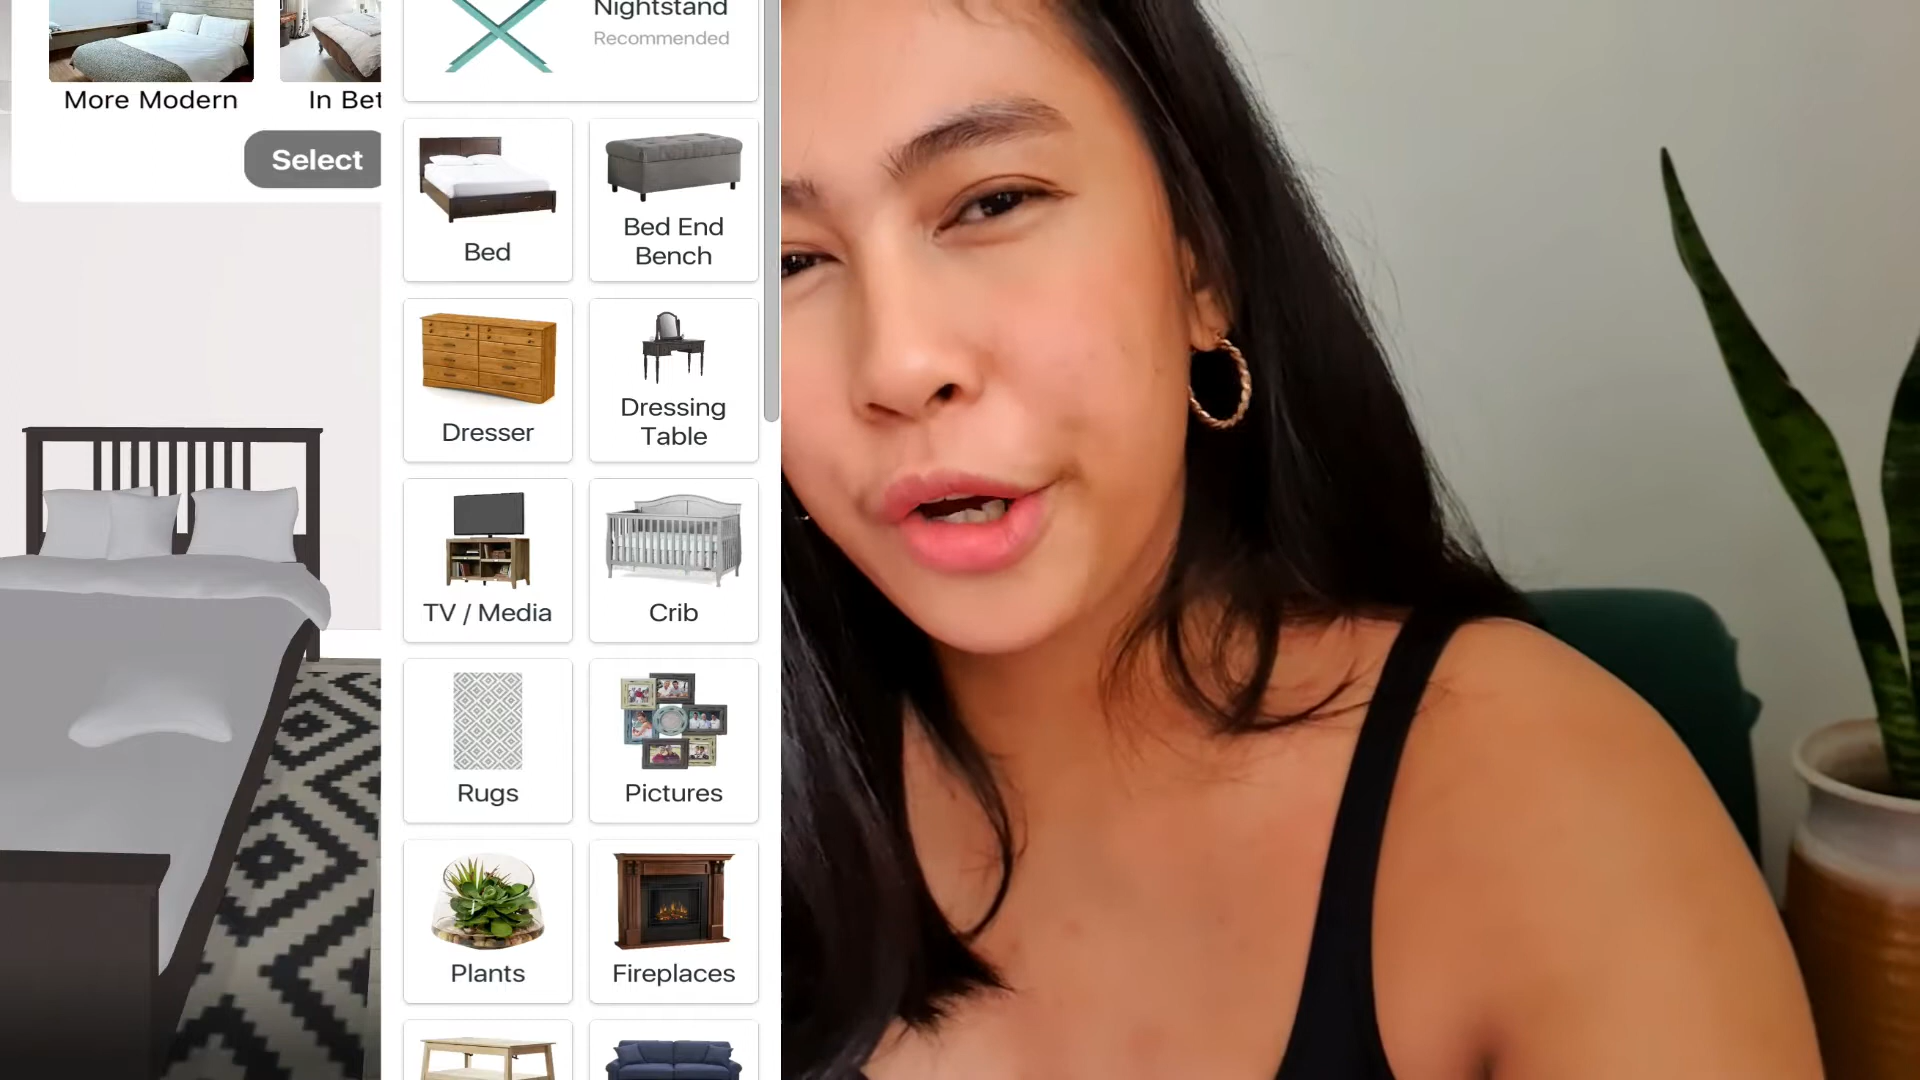 More Modern
In Bet
Select
Nightstand
Recommended
Bed
Bed End
Bench
Dresser
Dressing
Table
TV / Media
Crib
Rugs
Pictures
Plants
Fireplaces